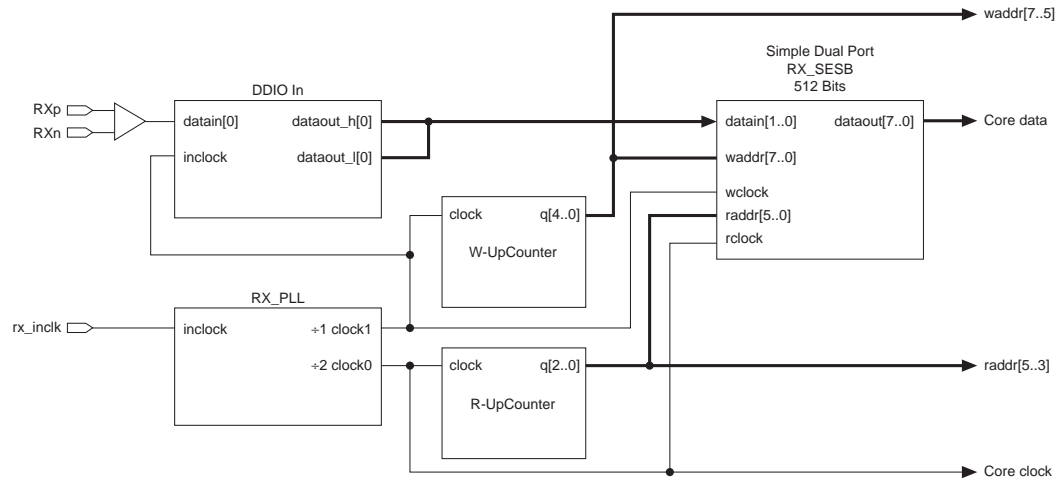 waddr[7..5]
Simple Dual Port
RX_SESB
512 Bits
DDIO In
RXp
RXn
datain[0]
dataout_h[0]
datain[1..0]
dataout[7..0]
Core data
inclock
dataout_l[0]
waddr[7..0]
wclock
clock
q[4..0]
raddr[5..0]
rclock
W-UpCounter
RX_PLL
rx_inclk
inclock
÷1 clock1
÷2 clock0
clock
q[2..0]
raddr[5..3]
R-UpCounter
Core clock